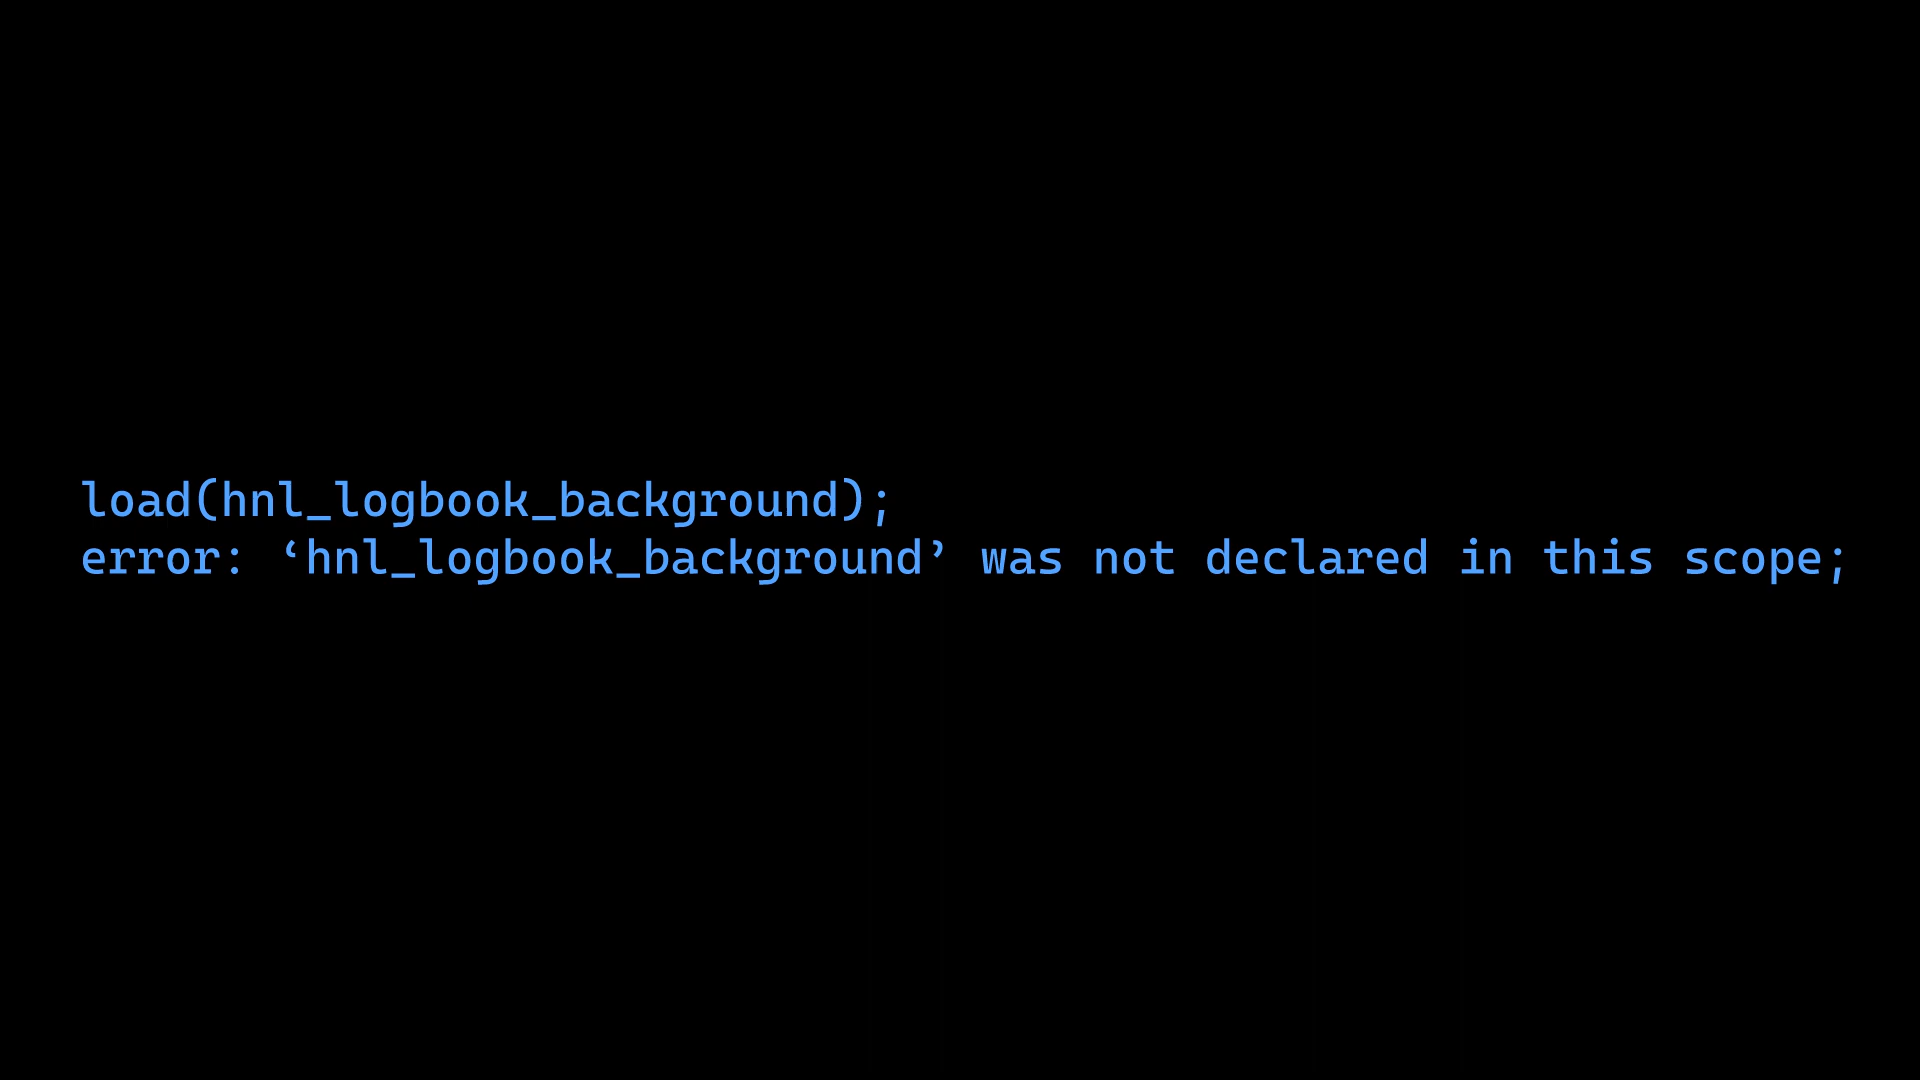 load(hnl_logbook_background);
error: ‘hnl_logbook_background’ was not declared in this scope;